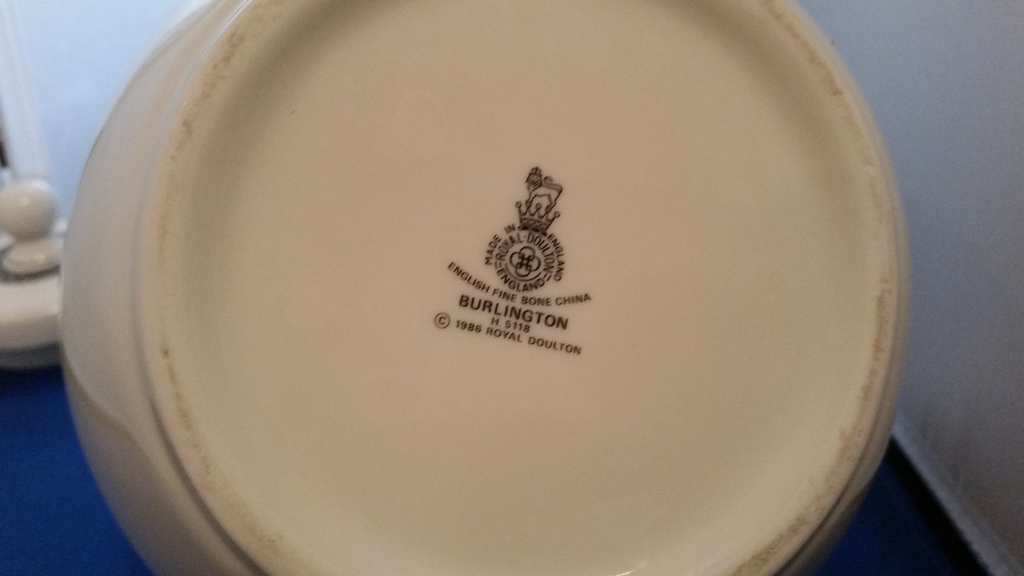 MADE IN ENGLAND
ROYAL DOULTON
ENGLAND
ENGLISH FINE BONE CHINA
BURLINGTON
H 5118
© 1986 ROYAL DOULTON